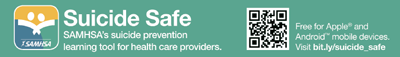 Suicide Safe
SAMHSA's suicide prevention
learning tool for health care providers.
SAMHSA
Free for Apple® and
Android™ mobile devices.
Visit bit.ly/suicide_safe